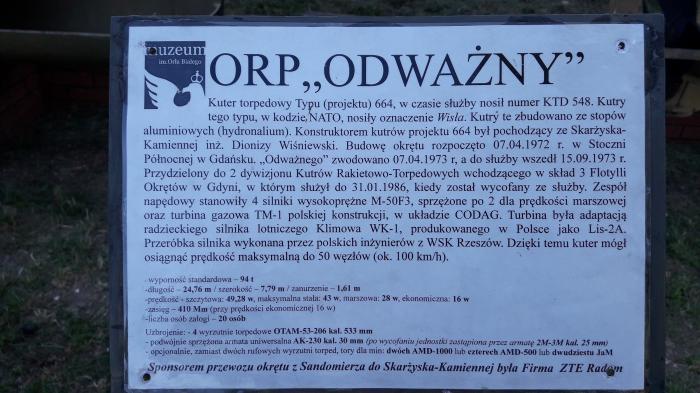 muzeum
im. Orła Białego
ORP „ODWAŻNY”
Kuter torpedowy Typu (projektu) 664, w czasie służby nosił numer KTD 548. Kutry
tego typu, w kodzie NATO, nosiły oznaczenie Wisła. Kutry te zbudowano ze stopów
aluminiowych (hydronalium). Konstruktorem kutrów projektu 664 był pochodzący ze Skarżyska-
Kamiennej inż. Dionizy Wiśniewski. Budowę okrętu rozpoczęto 07.04.1972 r. w Stoczni
Północnej w Gdańsku. „Odważnego” zwodowano 07.04.1973 r, a do służby wszedł 15.09.1973 r.
Przydzielony do 2 dywizjonu Kutrów Rakietowo-Torpedowych wchodzącego w skład 3 Flotylli
Okrętów w Gdyni, w którym służył do 31.01.1986, kiedy został wycofany ze służby. Zespół
napędowy stanowiły 4 silniki wysokoprężne M-50F3, sprzężone po 2 dla prędkości marszowej
oraz turbina gazowa TM-1 polskiej konstrukcji, w układzie CODAG. Turbina była adaptacją
radzieckiego silnika lotniczego Klimowa WK-1, produkowanego w Polsce jako Lis-2A.
Przeróbka silnika wykonana przez polskich inżynierów z WSK Rzeszów. Dzięki temu kuter mógł
osiągnąć prędkość maksymalną do 50 węzłów (ok. 100 km/h).
- wyporność standardowa – 94 t
-długość – 24,76 m / szerokość – 7,79 m / zanurzenie – 1,61 m
-prędkość - szczytowa: 49,28 w, maksymalna stała: 43 w, marszowa: 28 w, ekonomiczna: 16 w
-zasięg – 410 Mm (przy prędkości ekonomicznej 16 w)
-liczba osób załogi – 20 osób
Uzbrojenie: - 4 wyrzutnie torpedowe OTAM-53-206 kal. 533 mm
- podwójnie sprzężona armata uniwersalna AK-230 kal. 30 mm (po wycofaniu jednostki zastąpiona przez armatę 2M-3M kal. 25 mm)
- opcjonalnie, zamiast dwóch rufowych wyrzutni torped, tory dla min: dwóch AMD-1000 lub czterech AMD-500 lub dwudziestu JaM
Sponsorem przewozu okrętu z Sandomierza do Skarżyska-Kamiennej była Firma ZTE Radom